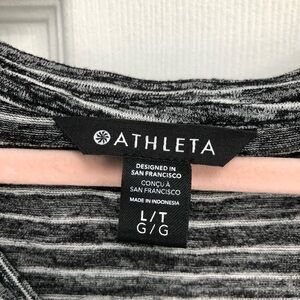 ATHLETA
DESIGNED IN
SAN FRANCISCO
CONÇU À
SAN FRANCISCO
MADE IN INDONESIA
L/T
G/G